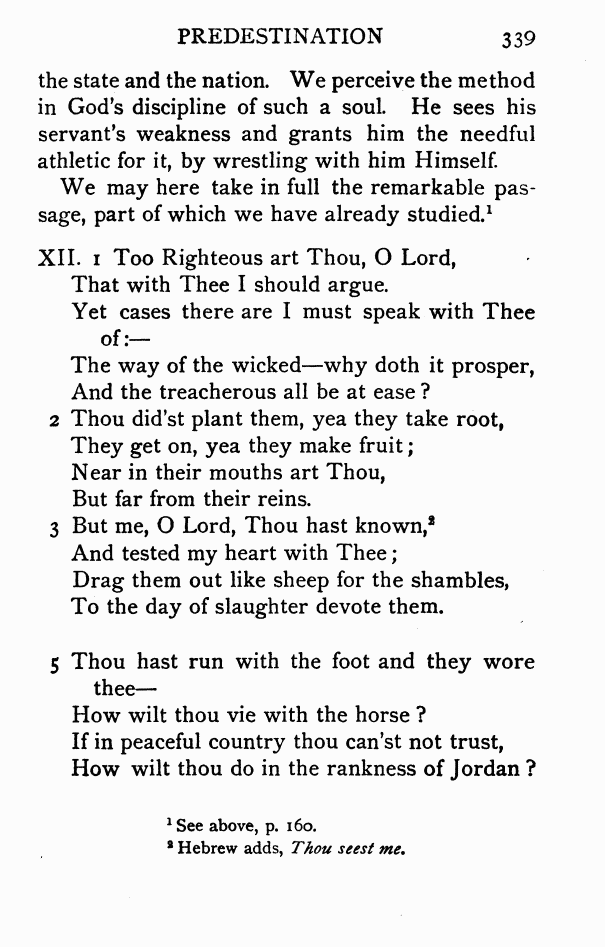 PREDESTINATION 339
the state and the nation. We perceive the method
in God's discipline of such a soul. He sees his
servant's weakness and grants him the needful
athletic for it, by wrestling with him Himself.
We may here take in full the remarkable pas-
sage, part of which we have already studied.¹
XII. 1 Too Righteous art Thou, O Lord,
That with Thee I should argue.
Yet cases there are I must speak with Thee
of:—
The way of the wicked—why doth it prosper,
And the treacherous all be at ease?
2 Thou did'st plant them, yea they take root,
They get on, yea they make fruit;
Near in their mouths art Thou,
But far from their reins.
3 But me, O Lord, Thou hast known,²
And tested my heart with Thee;
Drag them out like sheep for the shambles,
To the day of slaughter devote them.
5 Thou hast run with the foot and they wore
thee—
How wilt thou vie with the horse?
If in peaceful country thou can'st not trust,
How wilt thou do in the rankness of Jordan?
¹ See above, p. 160.
² Hebrew adds, Thou seest me.